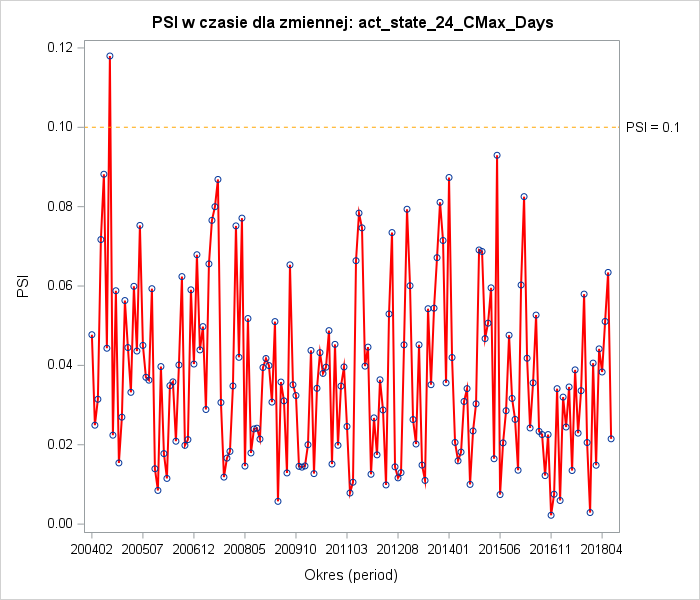 PSI w czasie dla zmiennej: act_state_24_CMax_Days
0.12
0.10
PSI = 0.1
0.08
0.06
0.04
0.02
0.00
PSI
200402 200507 200612 200805 200910 201103 201208 201401 201506 201611 201804
Okres (period)